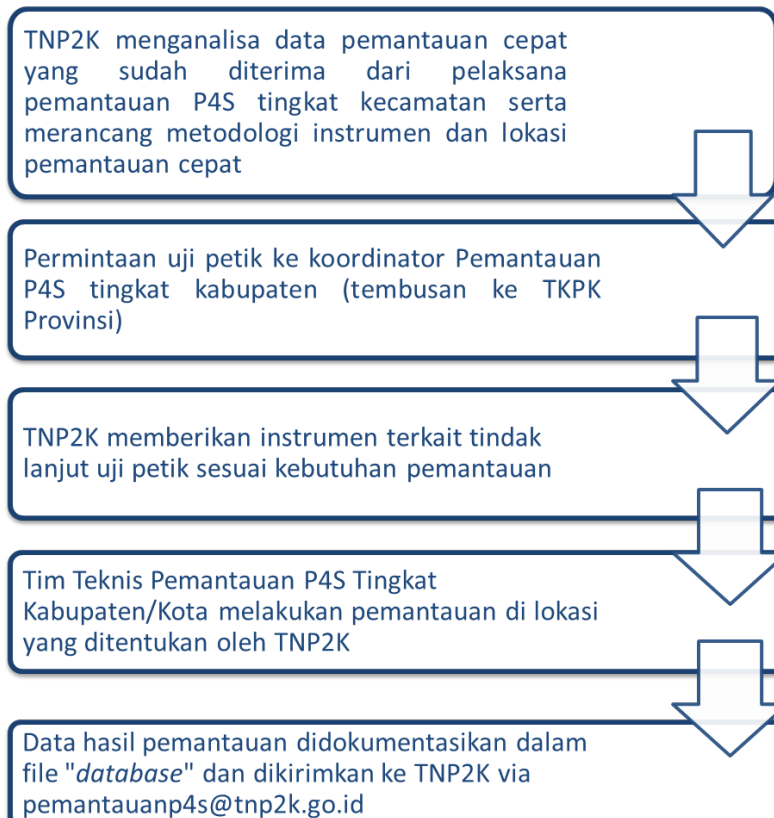 TNP2K menganalisa data pemantauan cepat
yang sudah diterima dari pelaksana
pemantauan P4S tingkat kecamatan serta
merancang metodologi instrumen dan lokasi
pemantauan cepat
Permintaan uji petik ke koordinator Pemantauan
P4S tingkat kabupaten (tembusan ke TKPK
Provinsi)
TNP2K memberikan instrumen terkait tindak
lanjut uji petik sesuai kebutuhan pemantauan
Tim Teknis Pemantauan P4S Tingkat
Kabupaten/Kota melakukan pemantauan di lokasi
yang ditentukan oleh TNP2K
Data hasil pemantauan didokumentasikan dalam
file "database" dan dikirimkan ke TNP2K via
pemantauanp4s@tnp2k.go.id